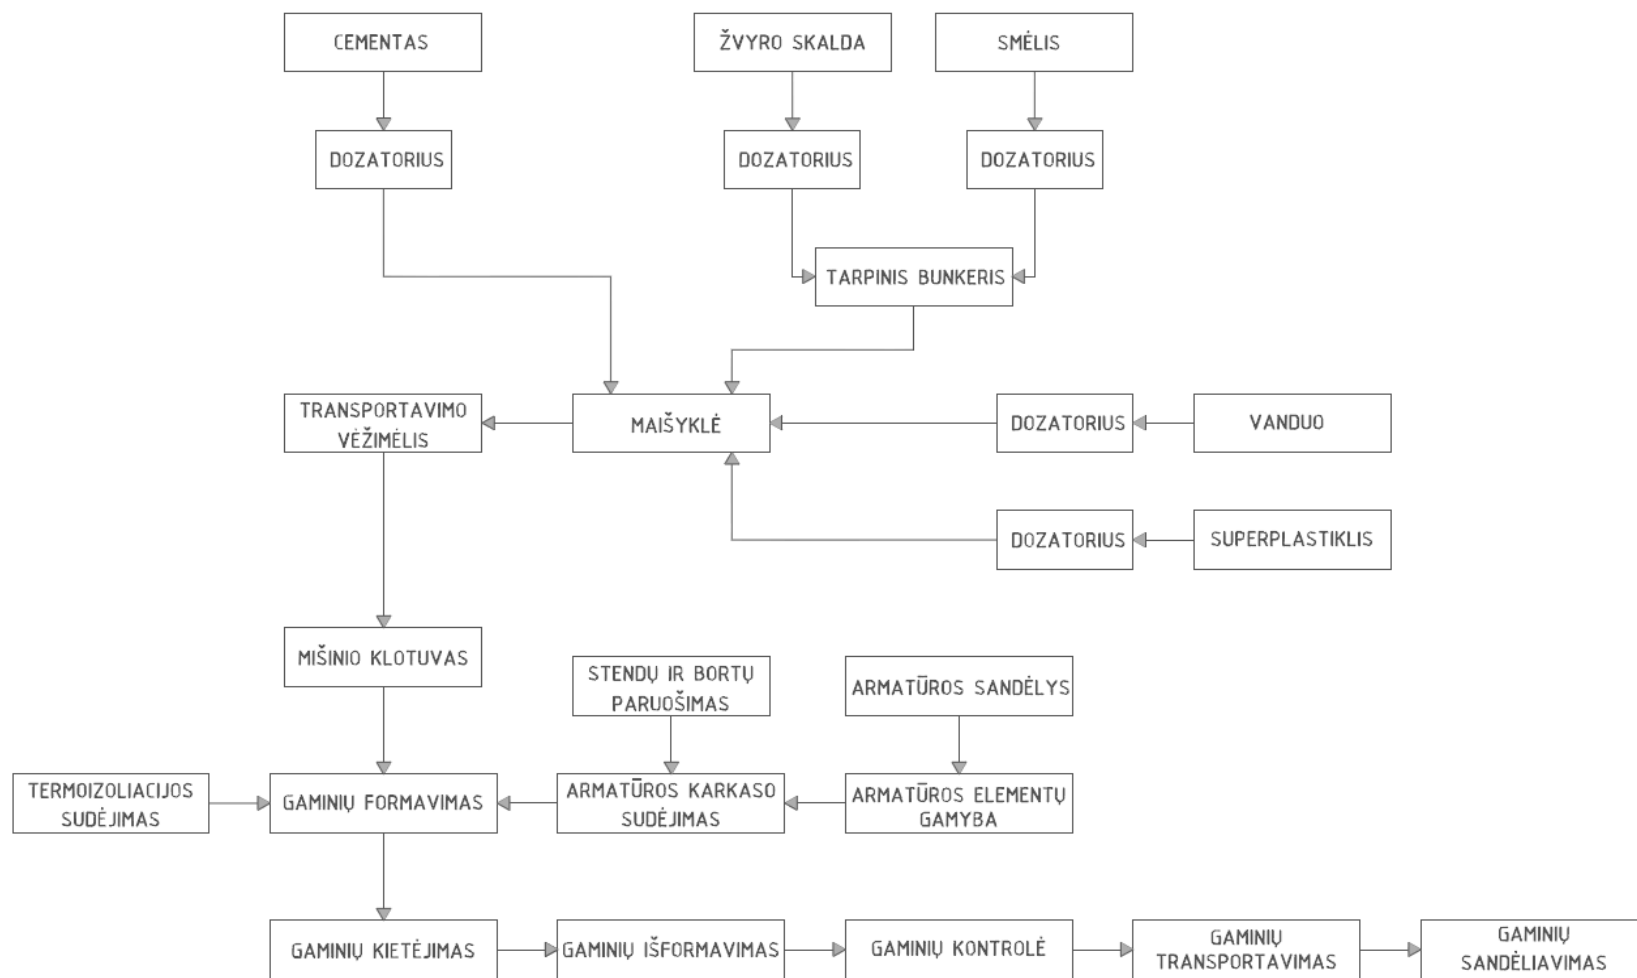 CEMENTAS
ŽVYRO SKALDA
SMĖLIS
DOZATORIUS
DOZATORIUS
DOZATORIUS
TARPINIS BUNKERIS
TRANSPORTAVIMO
VĖŽIMĖLIS
MAIŠYKLĖ
DOZATORIUS
VANDUO
DOZATORIUS
SUPERPLASTIKLIS
MIŠINIO KLOTUVAS
STENDŲ IR BORTŲ
PARUOŠIMAS
ARMATŪROS SANDĖLYS
TERMOIZOLIACIJOS
SUDĖJIMAS
GAMINIŲ FORMAVIMAS
ARMATŪROS KARKASO
SUDĖJIMAS
ARMATŪROS ELEMENTŲ
GAMYBA
GAMINIŲ KIETĖJIMAS
GAMINIŲ IŠFORMAVIMAS
GAMINIŲ KONTROLĖ
GAMINIŲ
TRANSPORTAVIMAS
GAMINIŲ
SANDĖLIAVIMAS